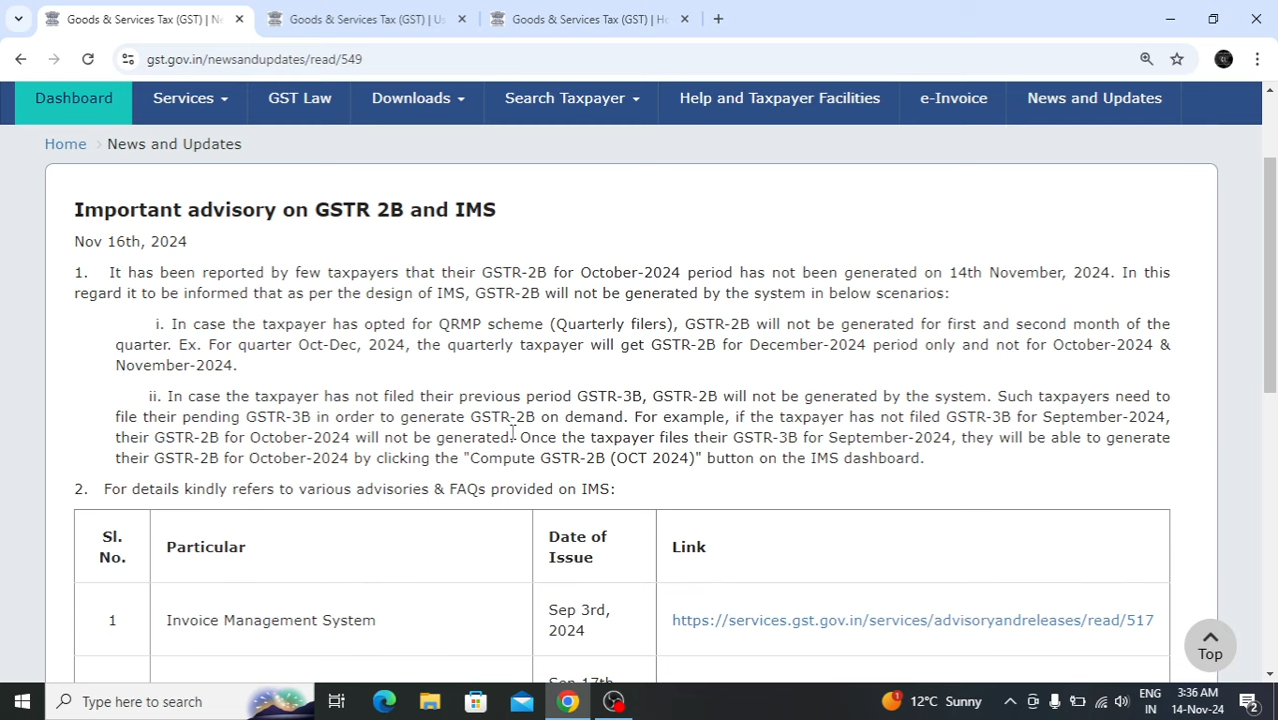 Goods & Services Tax (GST) | Ne
Goods & Services Tax (GST) | Us
Goods & Services Tax (GST) | Ho
gst.gov.in/newsandupdates/read/549
Dashboard Services GST Law Downloads Search Taxpayer Help and Taxpayer Facilities e-Invoice News and Updates
Home > News and Updates
Important advisory on GSTR 2B and IMS
Nov 16th, 2024
1. It has been reported by few taxpayers that their GSTR-2B for October-2024 period has not been generated on 14th November, 2024. In this
regard it to be informed that as per the design of IMS, GSTR-2B will not be generated by the system in below scenarios:
i. In case the taxpayer has opted for QRMP scheme (Quarterly filers), GSTR-2B will not be generated for first and second month of the
quarter. Ex. For quarter Oct-Dec, 2024, the quarterly taxpayer will get GSTR-2B for December-2024 period only and not for October-2024 &
November-2024.
ii. In case the taxpayer has not filed their previous period GSTR-3B, GSTR-2B will not be generated by the system. Such taxpayers need to
file their pending GSTR-3B in order to generate GSTR-2B on demand. For example, if the taxpayer has not filed GSTR-3B for September-2024,
their GSTR-2B for October-2024 will not be generated. Once the taxpayer files their GSTR-3B for September-2024, they will be able to generate
their GSTR-2B for October-2024 by clicking the "Compute GSTR-2B (OCT 2024)" button on the IMS dashboard.
2. For details kindly refers to various advisories & FAQs provided on IMS:
Sl. No. Particular Date of Issue Link
1 Invoice Management System Sep 3rd, 2024 https://services.gst.gov.in/services/advisoryandreleases/read/517
Sep 17th
Top
Type here to search
1
12°C Sunny
ENG
IN
3:36 AM
14-Nov-24
2